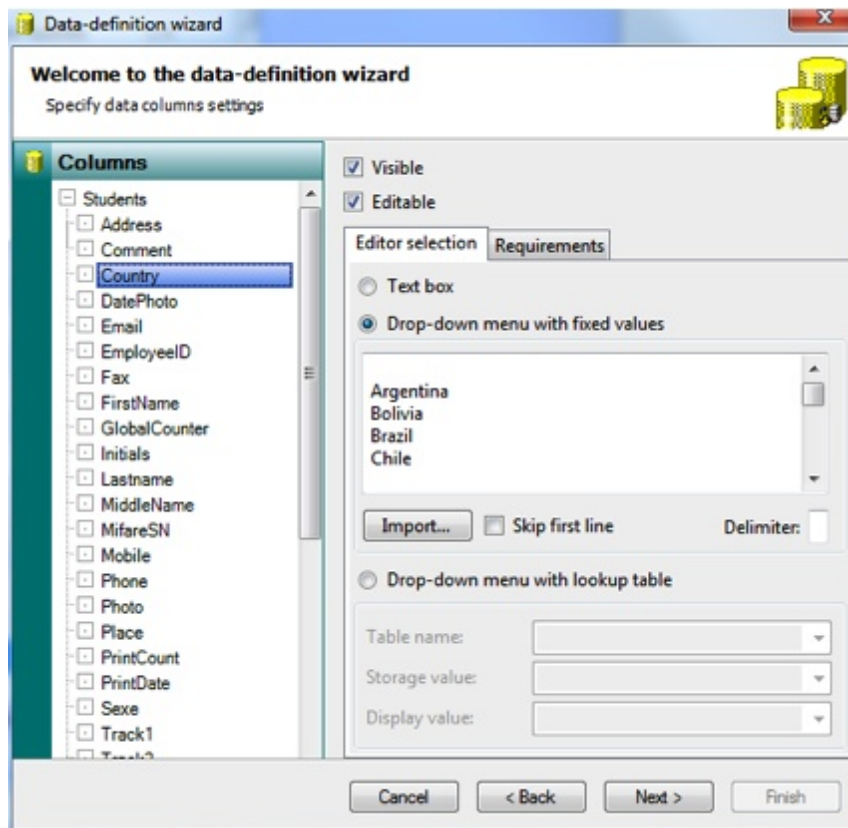 Data-definition wizard
Welcome to the data-definition wizard
Specify data columns settings
Columns
Students
Address
Comment
Country
DatePhoto
Email
EmployeeID
Fax
FirstName
GlobalCounter
Initials
Lastname
MiddleName
MifareSN
Mobile
Phone
Photo
Place
PrintCount
PrintDate
Sexe
Track1
Visible
Editable
Editor selection
Requirements
Text box
Drop-down menu with fixed values
Argentina
Bolivia
Brazil
Chile
Import...
Skip first line
Delimiter:
Drop-down menu with lookup table
Table name:
Storage value:
Display value:
Cancel
< Back
Next >
Finish